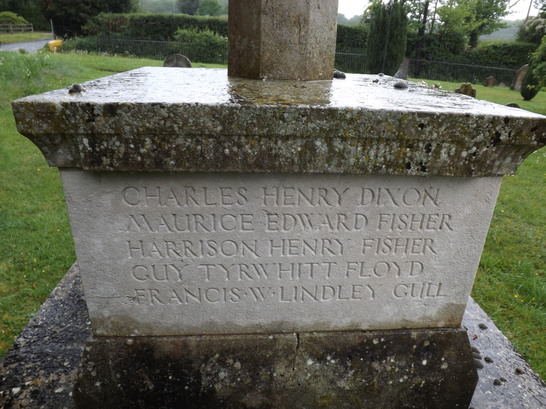 CHARLES HENRY DIXON
MAURICE·EDWARD FISHER
HARRISON HENRY FISHER
GUY TYRWHITT FLOYD
FRANCIS·W·LINDLEY GULL